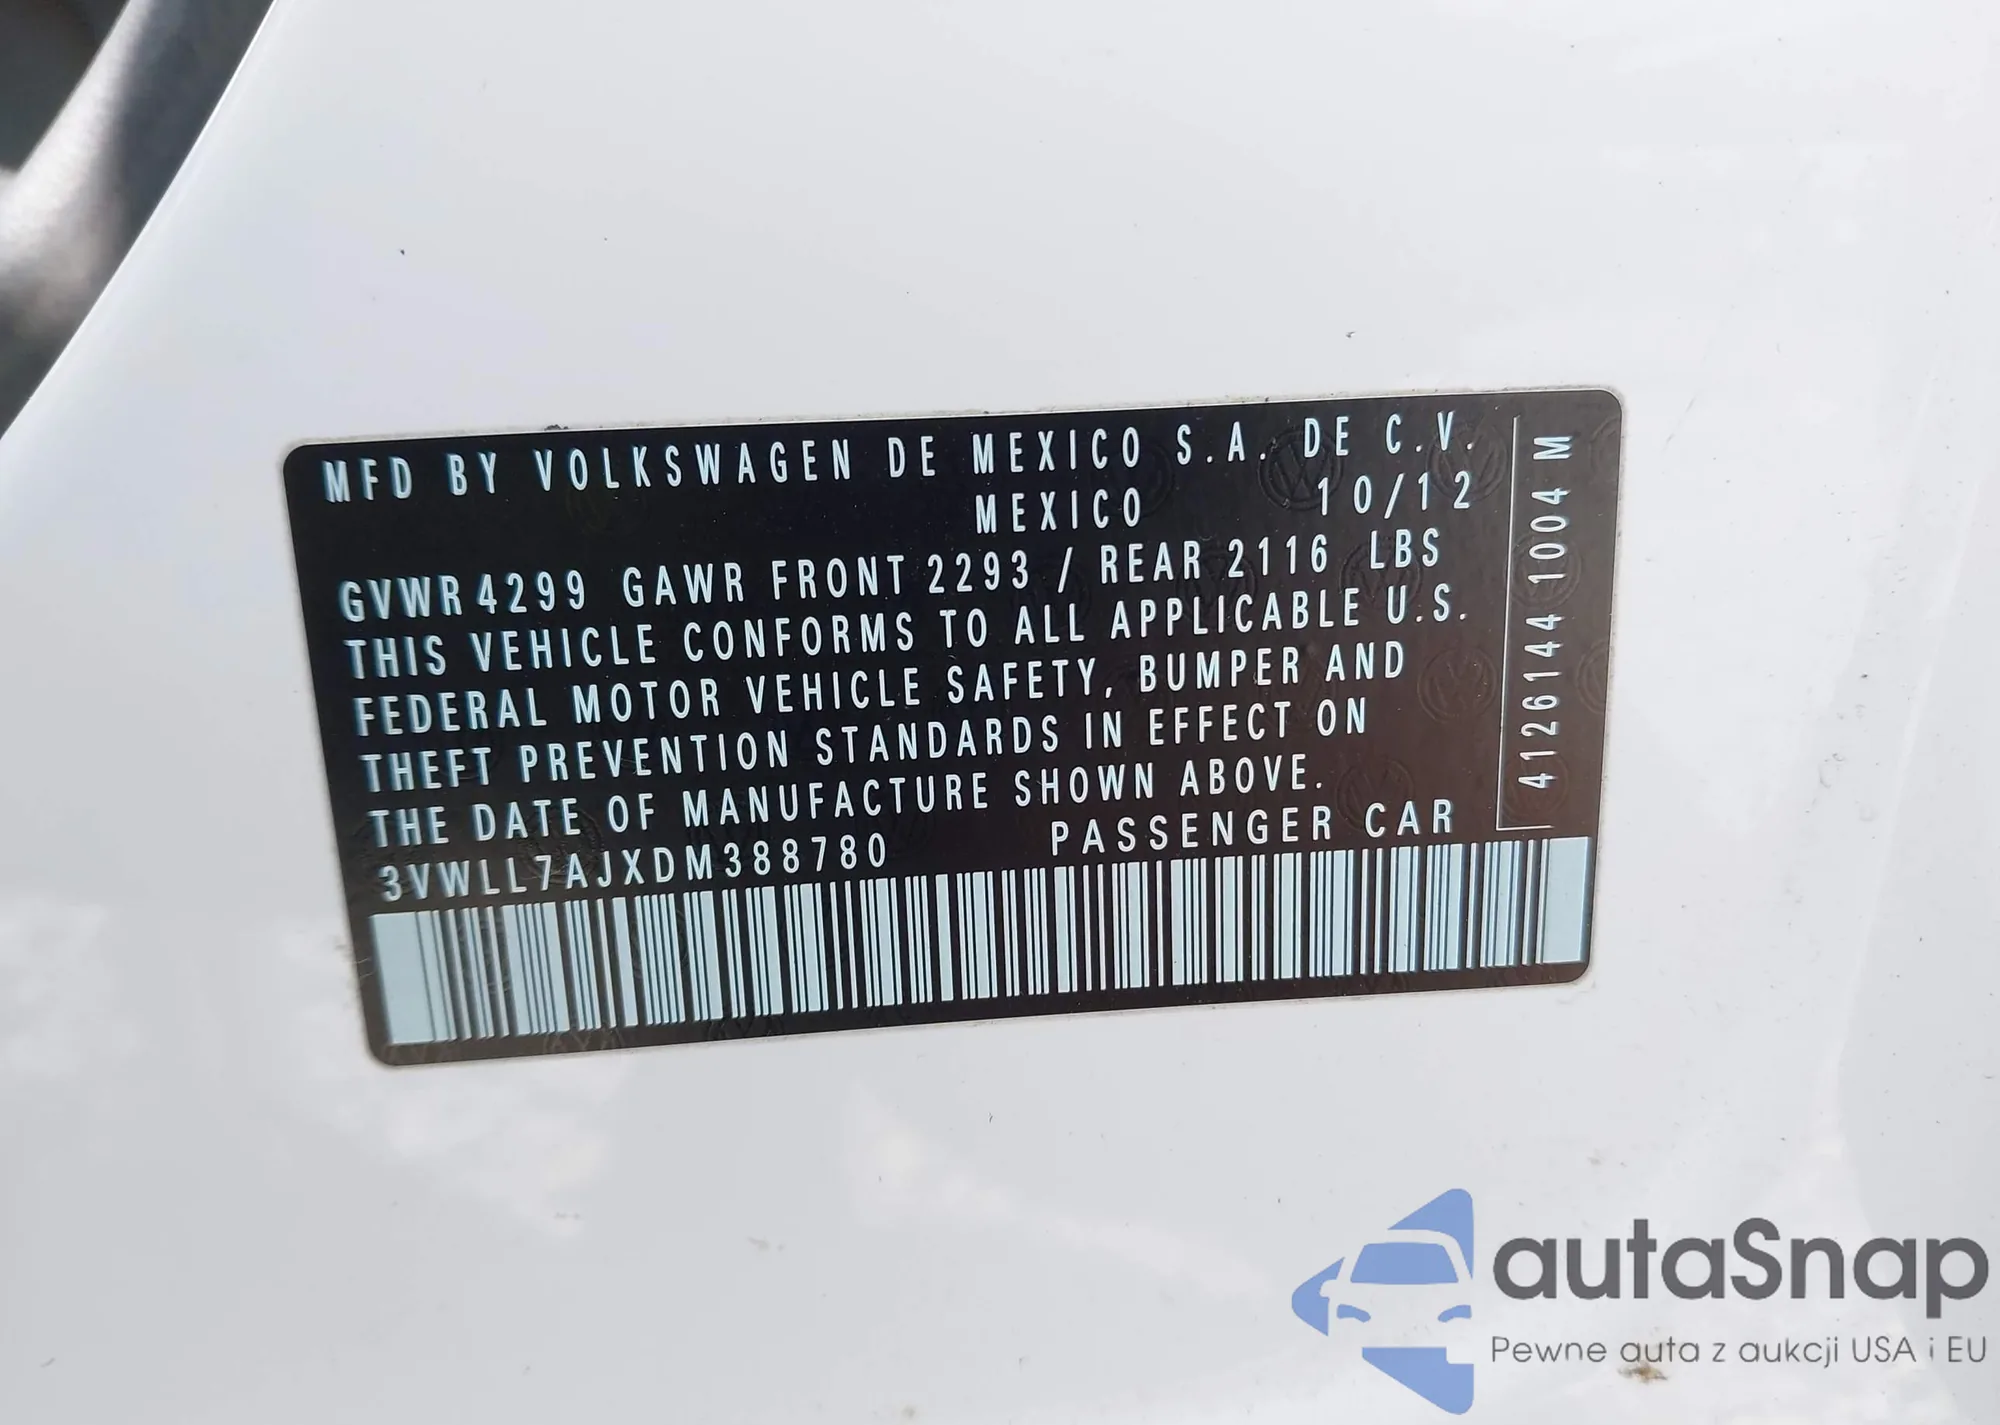 MFD BY VOLKSWAGEN DE MEXICO S.A. DE C.V.
MEXICO 10/12
GVWR 4299 GAWR FRONT 2293 / REAR 2116 LBS
THIS VEHICLE CONFORMS TO ALL APPLICABLE U.S.
FEDERAL MOTOR VEHICLE SAFETY, BUMPER AND
THEFT PREVENTION STANDARDS IN EFFECT ON
THE DATE OF MANUFACTURE SHOWN ABOVE.
3VWLL7AJXDM388780 PASSENGER CAR
4126144 1004 M
autaSnap
Pewne auta z aukcji USA i EU